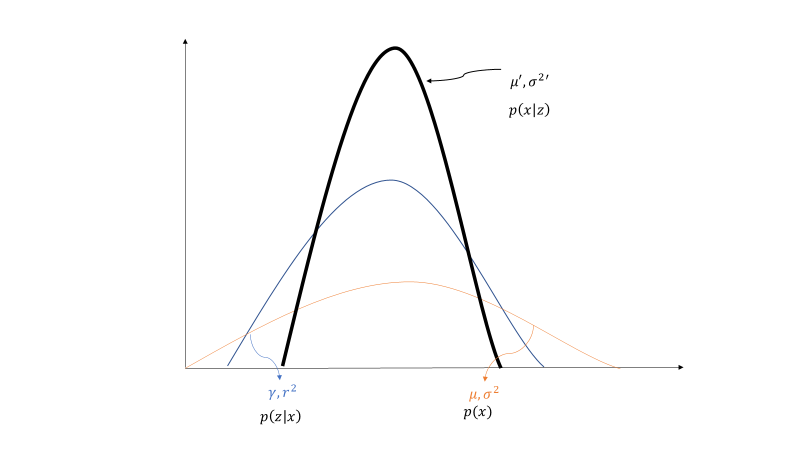 μ′, σ²′
p(x|z)
γ, r²
p(z|x)
μ, σ²
p(x)